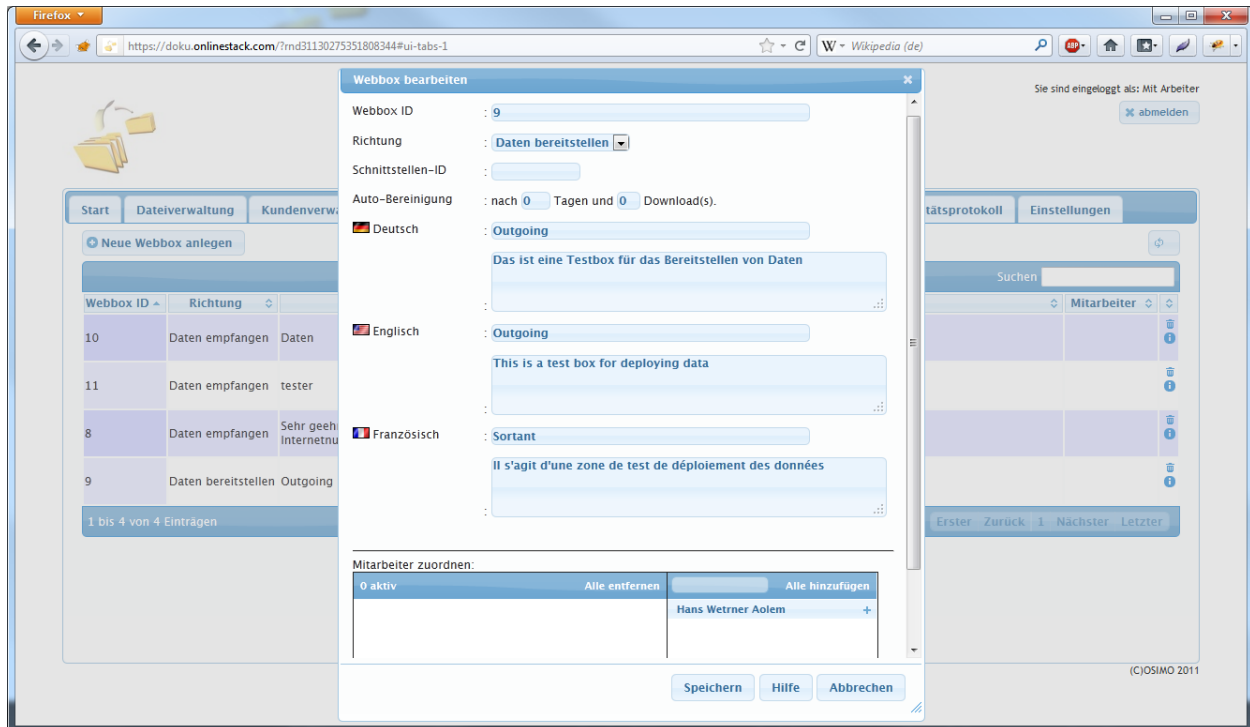 Firefox
https://doku.onlinestack.com/?rnd31130275351808344#ui-tabs-1
W Wikipedia (de)
ABP
Sie sind eingeloggt als: Mit Arbeiter
abmelden
Start Dateiverwaltung Kundenverwa tätsprotokoll Einstellungen
Neue Webbox anlegen
Suchen
Webbox ID Richtung Mitarbeiter
10 Daten empfangen Daten
11 Daten empfangen tester
8 Daten empfangen Sehr geeh
Internetnu
9 Daten bereitstellen Outgoing
1 bis 4 von 4 Einträgen
Erster Zurück 1 Nächster Letzter
(C)OSIMO 2011
Webbox bearbeiten
Webbox ID : 9
Richtung : Daten bereitstellen
Schnittstellen-ID :
Auto-Bereinigung : nach 0 Tagen und 0 Download(s).
Deutsch : Outgoing
: Das ist eine Testbox für das Bereitstellen von Daten
Englisch : Outgoing
: This is a test box for deploying data
Französisch : Sortant
: Il s'agit d'une zone de test de déploiement des données
Mitarbeiter zuordnen:
0 aktiv Alle entfernen Alle hinzufügen
Hans Wetrner Aolem +
Speichern Hilfe Abbrechen